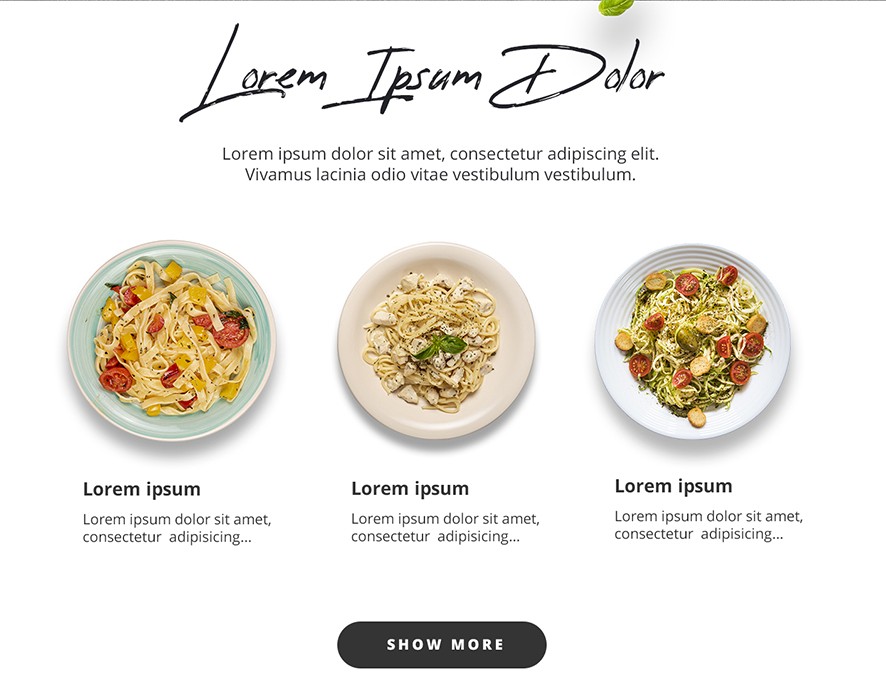 Lorem Ipsum Dolor
Lorem ipsum dolor sit amet, consectetur adipiscing elit.
Vivamus lacinia odio vitae vestibulum vestibulum.
Lorem ipsum
Lorem ipsum dolor sit amet,
consectetur adipisicing...
Lorem ipsum
Lorem ipsum dolor sit amet,
consectetur adipisicing...
Lorem ipsum
Lorem ipsum dolor sit amet,
consectetur adipisicing...
SHOW MORE